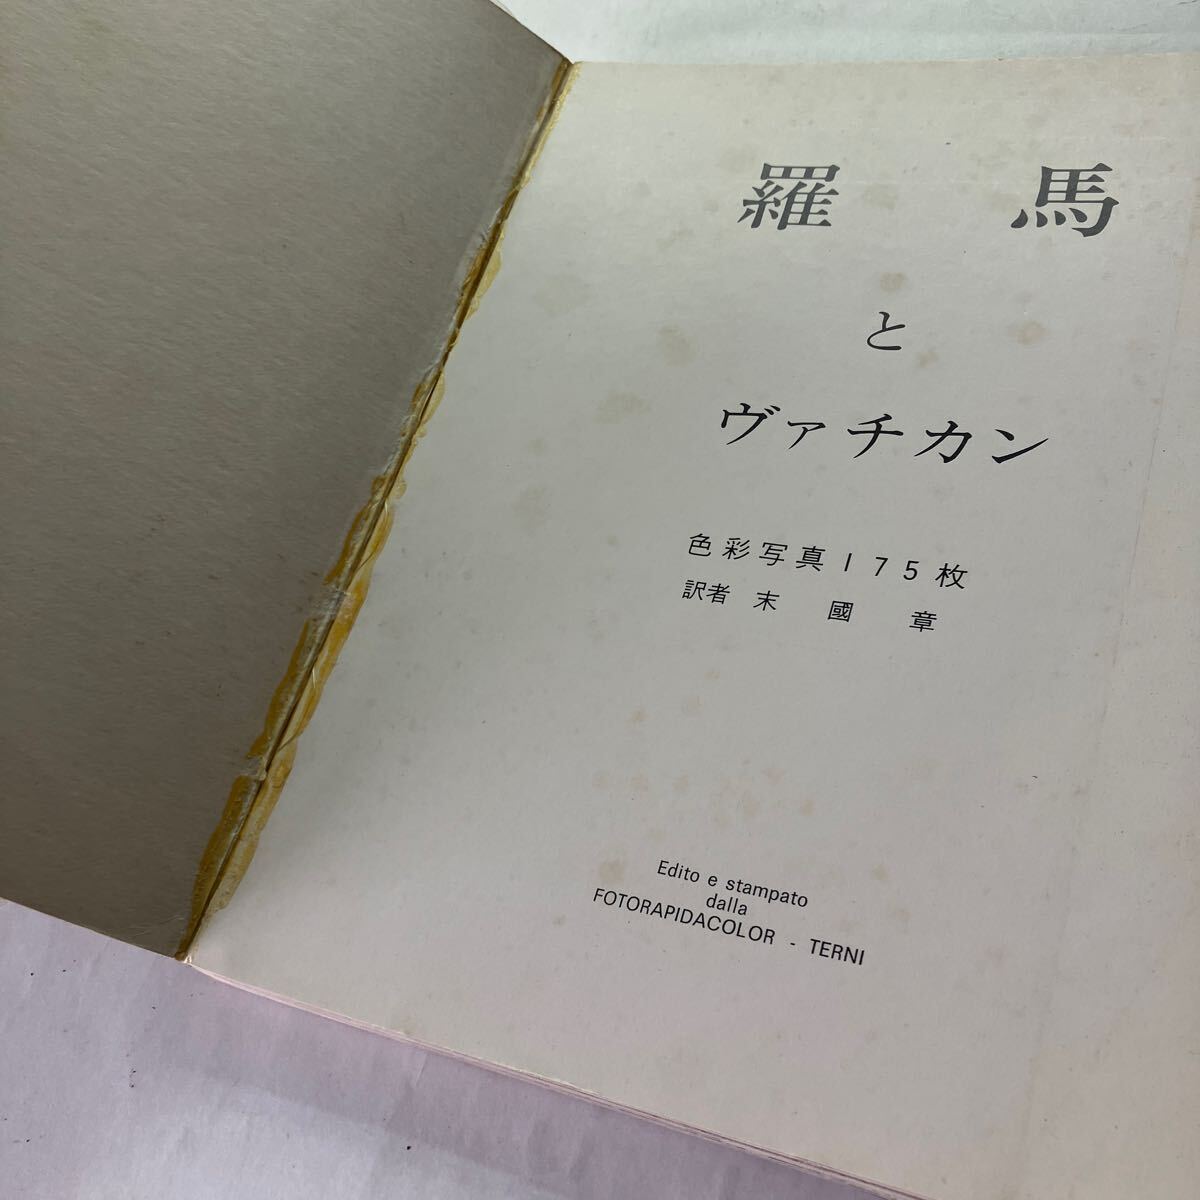 羅馬
と
ヴァチカン
色彩写真175枚
訳者 末國章
Edito e stampato
dalla
FOTORAPIDACOLOR - TERNI